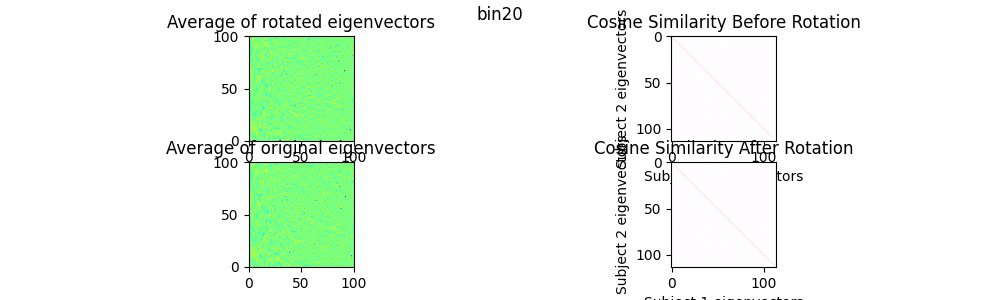 bin20
Average of rotated eigenvectors
100
50
0
0 50 100
Cosine Similarity Before Rotation
Subject 2 eigenvectors
0
50
100
0 100
Average of original eigenvectors
100
50
0
0 50 100
Cosine Similarity After Rotation
Subject 2 eigenvectors
0
50
100
0 100
Subject 1 eigenvectors